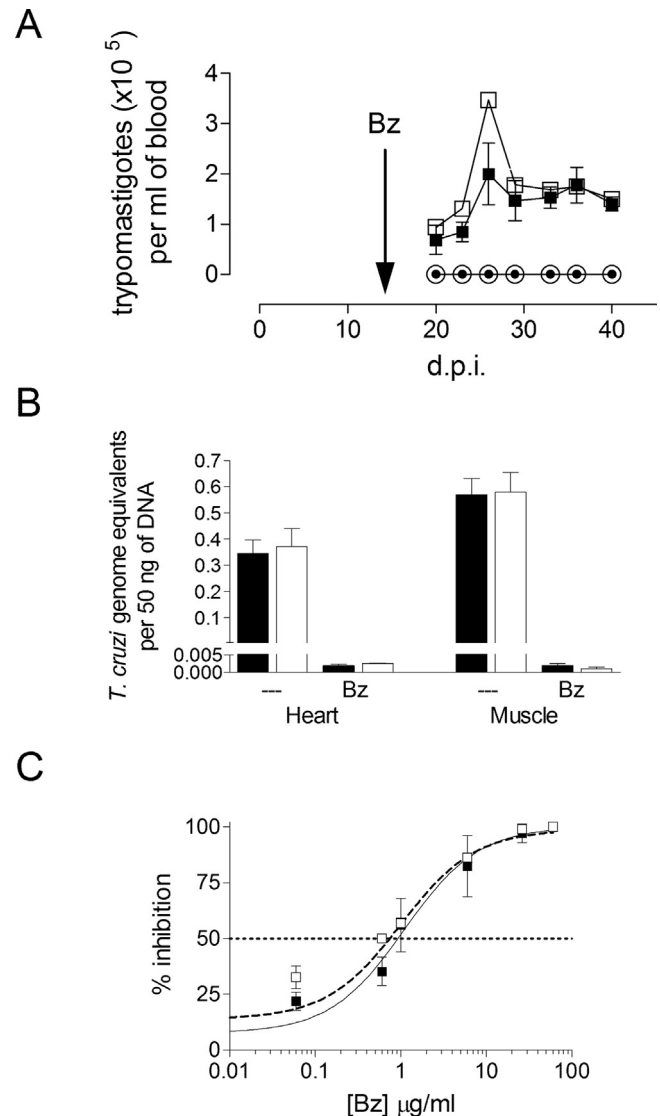 A
trypomastigotes (x10 5)
per ml of blood
4
3
2
1
0
Bz
0 10 20 30 40
d.p.i.
B
T. cruzi genome equivalents
per 50 ng of DNA
0.7
0.6
0.5
0.4
0.3
0.2
0.1
0.005
0.000
--- Bz --- Bz
Heart Muscle
C
% inhibition
100
75
50
25
0
0.01 0.1 1 10 100
[Bz] µg/ml